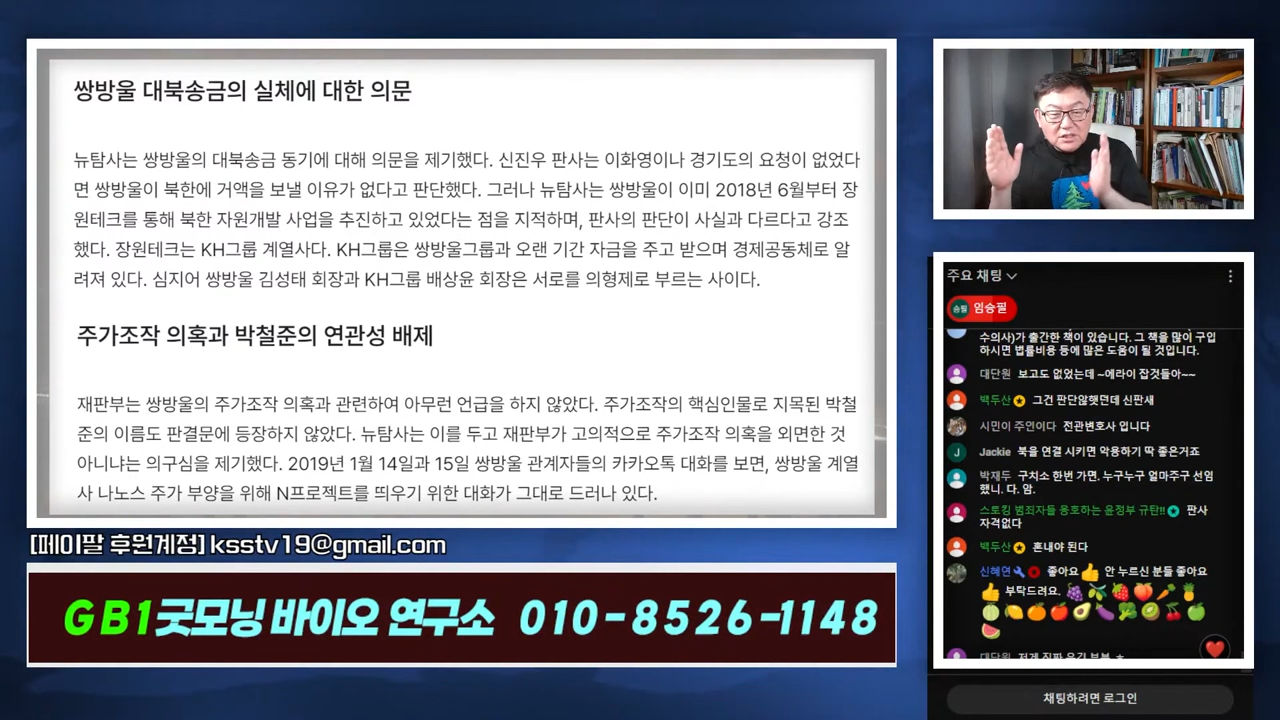 쌍방울 대북송금의 실체에 대한 의문
뉴탐사는 쌍방울의 대북송금 동기에 대해 의문을 제기했다. 신진우 판사는 이화영이나 경기도의 요청이 없었다
면 쌍방울이 북한에 거액을 보낼 이유가 없다고 판단했다. 그러나 뉴탐사는 쌍방울이 이미 2018년 6월부터 장
원테크를 통해 북한 자원개발 사업을 추진하고 있었다는 점을 지적하며, 판사의 판단이 사실과 다르다고 강조
했다. 장원테크는 KH그룹 계열사다. KH그룹은 쌍방울그룹과 오랜 기간 자금을 주고 받으며 경제공동체로 알
려져 있다. 심지어 쌍방울 김성태 회장과 KH그룹 배상윤 회장은 서로를 의형제로 부르는 사이다.
주가조작 의혹과 박철준의 연관성 배제
재판부는 쌍방울의 주가조작 의혹과 관련하여 아무런 언급을 하지 않았다. 주가조작의 핵심인물로 지목된 박철
준의 이름도 판결문에 등장하지 않았다. 뉴탐사는 이를 두고 재판부가 고의적으로 주가조작 의혹을 외면한 것
아니냐는 의구심을 제기했다. 2019년 1월 14일과 15일 쌍방울 관계자들의 카카오톡 대화를 보면, 쌍방울 계열
사 나노스 주가 부양을 위해 N프로젝트를 띄우기 위한 대화가 그대로 드러나 있다.
[페이팔 후원계정] ksstv19@gmail.com
GB1굿모닝 바이오 연구소 010-8526-1148
주요 채팅
승필 임승필
수의사)가 출간한 책이 있습니다. 그 책을 많이 구입
하시면 법률비용 등에 많은 도움이 될 것입니다.
대단원 보고도 없었는데 ~에라이 잡것들아~~
백두산 그건 판단않햇던데 신판새
시민이 주인이다 전관변호사 입니다
J Jackie 북을 연결 시키면 악용하기 딱 좋은거죠
박재두 구치소 한번 가면. 누구누구 얼마주구 선임
했니. 다. 암.
스토킹 범죄자들 옹호하는 윤정부 규탄!! 판사
자격없다
백두산 혼내야 된다
신혜연 좋아요👍 안 누르신 분들 좋아요
👍 부탁드려요. 🍇🫒🍓🍑🥕🍍
🍈🍋🍊🍎🥑🍆🥦🥝🍒🍏
🍉
대단원
채팅하려면 로그인